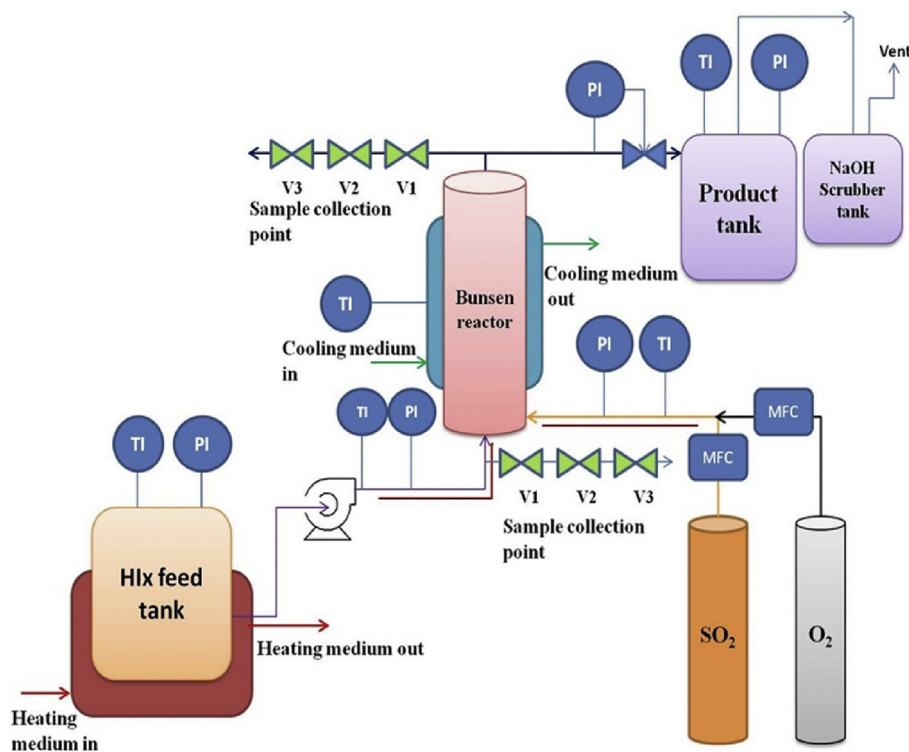 TI
PI
Vent
PI
V3 V2 V1
Sample collection
point
Product
tank
NaOH
Scrubber
tank
Cooling medium
out
Bunsen
reactor
TI
Cooling medium
in
PI
TI
MFC
MFC
TI
PI
TI
PI
V1 V2 V3
Sample collection
point
HIx feed
tank
Heating medium out
Heating
medium in
SO₂
O₂